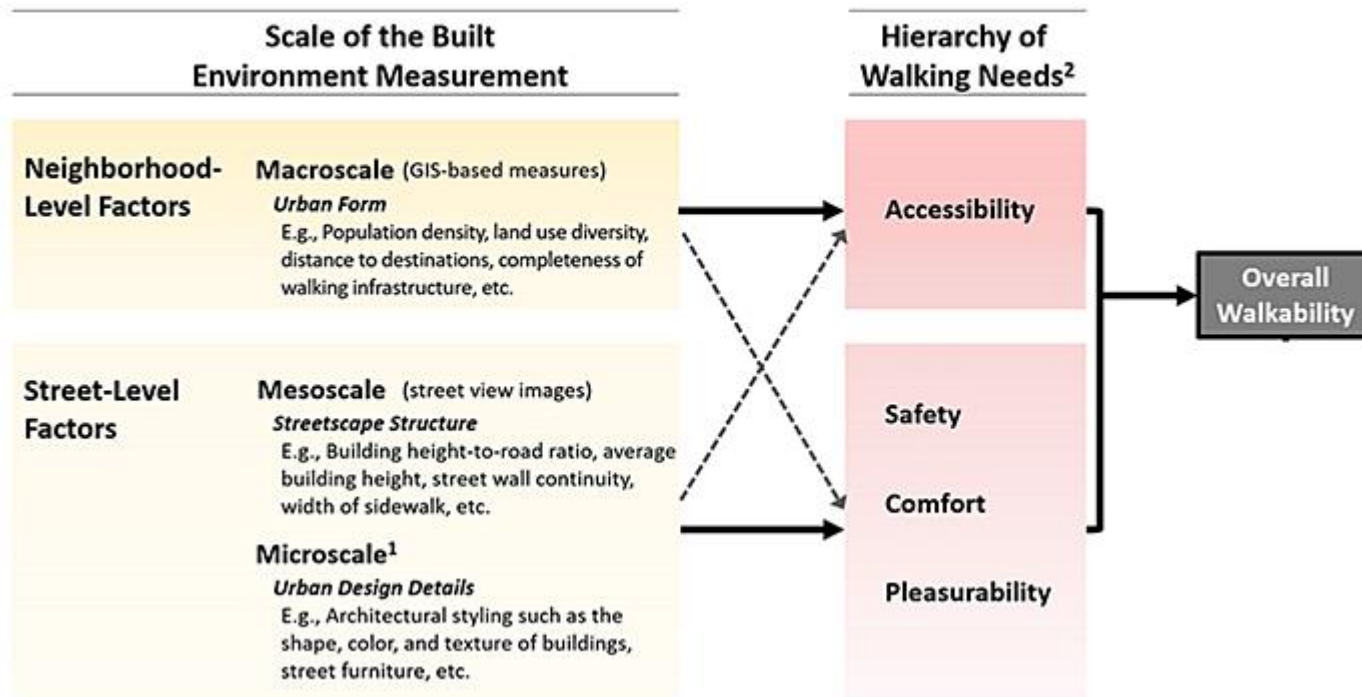 Scale of the Built
Environment Measurement
Hierarchy of
Walking Needs²
Neighborhood-
Level Factors
Macroscale (GIS-based measures)
Urban Form
E.g., Population density, land use diversity,
distance to destinations, completeness of
walking infrastructure, etc.
Accessibility
Overall
Walkability
Street-Level
Factors
Mesoscale (street view images)
Streetscape Structure
E.g., Building height-to-road ratio, average
building height, street wall continuity,
width of sidewalk, etc.
Microscale¹
Urban Design Details
E.g., Architectural styling such as the
shape, color, and texture of buildings,
street furniture, etc.
Safety
Comfort
Pleasurability